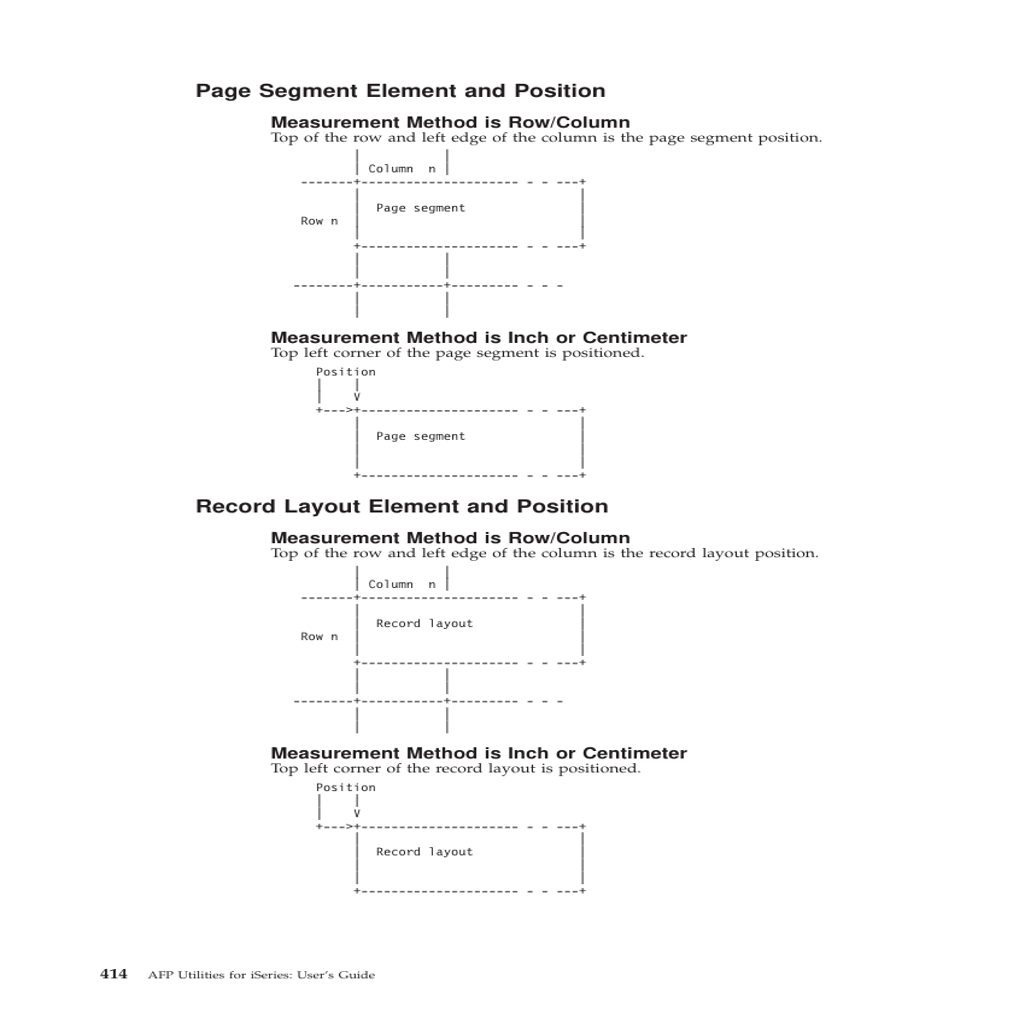 Page Segment Element and Position
Measurement Method is Row/Column
Top of the row and left edge of the column is the page segment position.
| |
| Column n |
-------+--------------------- - - ---+
| |
| Page segment |
Row n | |
| |
+--------------------- - - ---+
| |
| |
--------+-----------+--------- - - -
| |
| |
Measurement Method is Inch or Centimeter
Top left corner of the page segment is positioned.
Position
| |
| V
+--->+--------------------- - - ---+
| |
| Page segment |
| |
| |
+--------------------- - - ---+
Record Layout Element and Position
Measurement Method is Row/Column
Top of the row and left edge of the column is the record layout position.
| |
| Column n |
-------+--------------------- - - ---+
| |
| Record layout |
Row n | |
| |
+--------------------- - - ---+
| |
| |
--------+-----------+--------- - - -
| |
| |
Measurement Method is Inch or Centimeter
Top left corner of the record layout is positioned.
Position
| |
| V
+--->+--------------------- - - ---+
| |
| Record layout |
| |
| |
+--------------------- - - ---+
414 AFP Utilities for iSeries: User's Guide